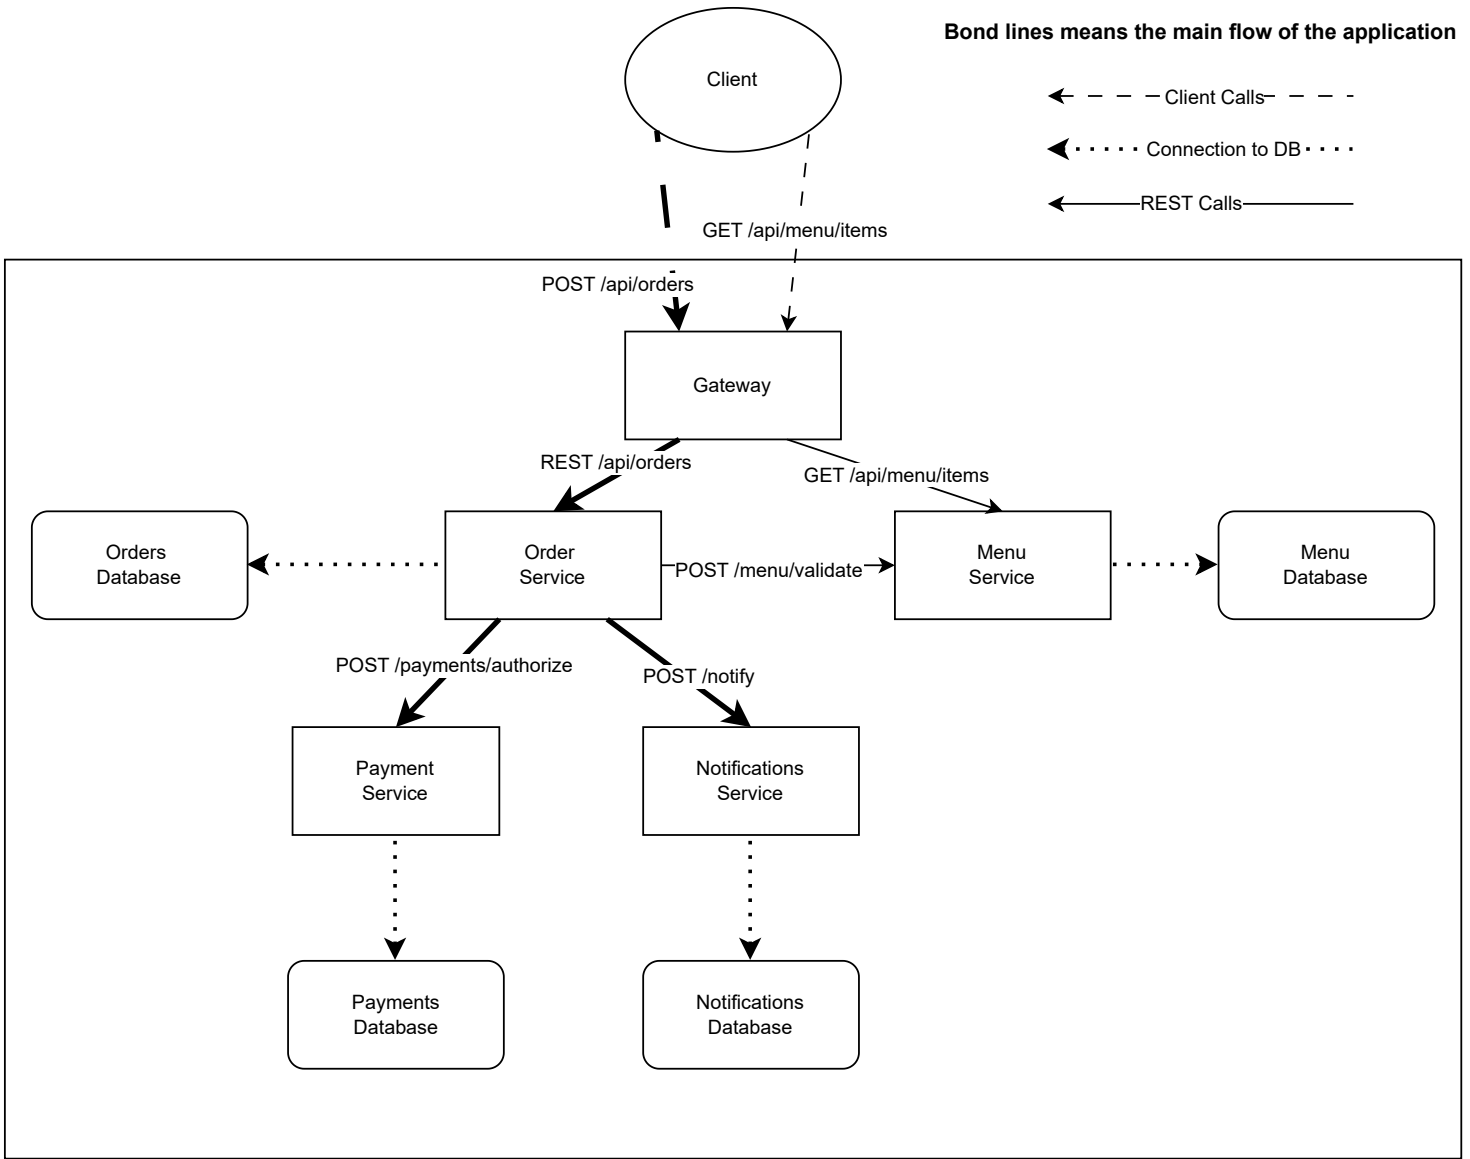 Client
Bond lines means the main flow of the application
Client Calls
Connection to DB
REST Calls
GET /api/menu/items
POST /api/orders
Gateway
REST /api/orders
GET /api/menu/items
Orders
Database
Order
Service
POST /menu/validate
Menu
Service
Menu
Database
POST /payments/authorize
POST /notify
Payment
Service
Notifications
Service
Payments
Database
Notifications
Database